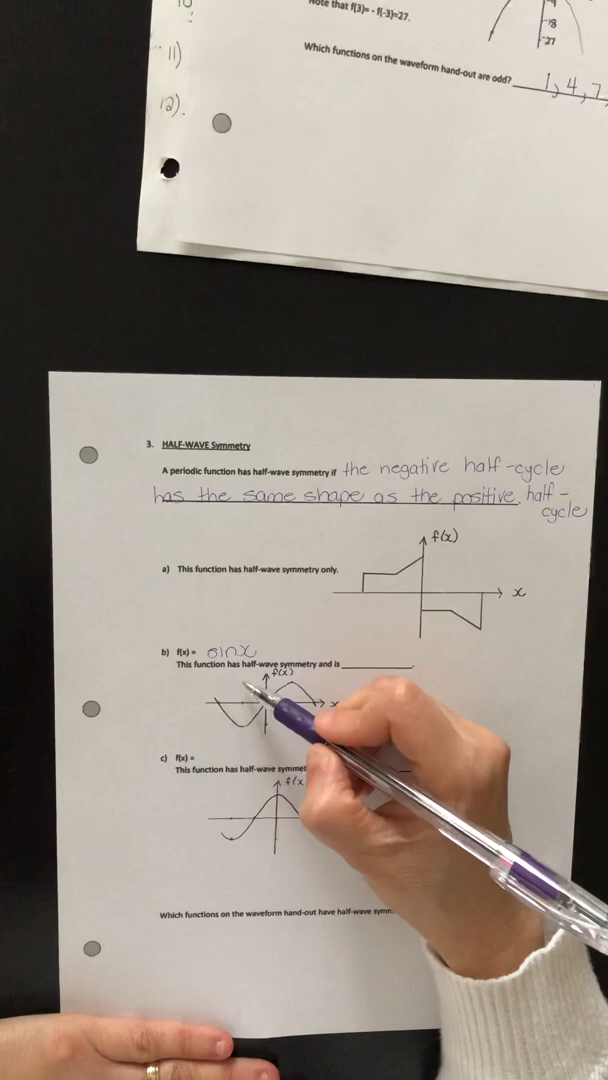 Note that f(3)= - f(-3)=27.
-18
-27
Which functions on the waveform hand-out are odd? 1, 4, 7,
11)
12).
3. HALF-WAVE Symmetry
A periodic function has half-wave symmetry if the negative half-cycle
has the same shape as the positive half-
cycle
f(x)
a) This function has half-wave symmetry only.
x
b) f(x) = sinx
This function has half-wave symmetry and is ____________.
f(x)
c) f(x) =
This function has half-wave symmet
f(x
Which functions on the waveform hand-out have half-wave symm